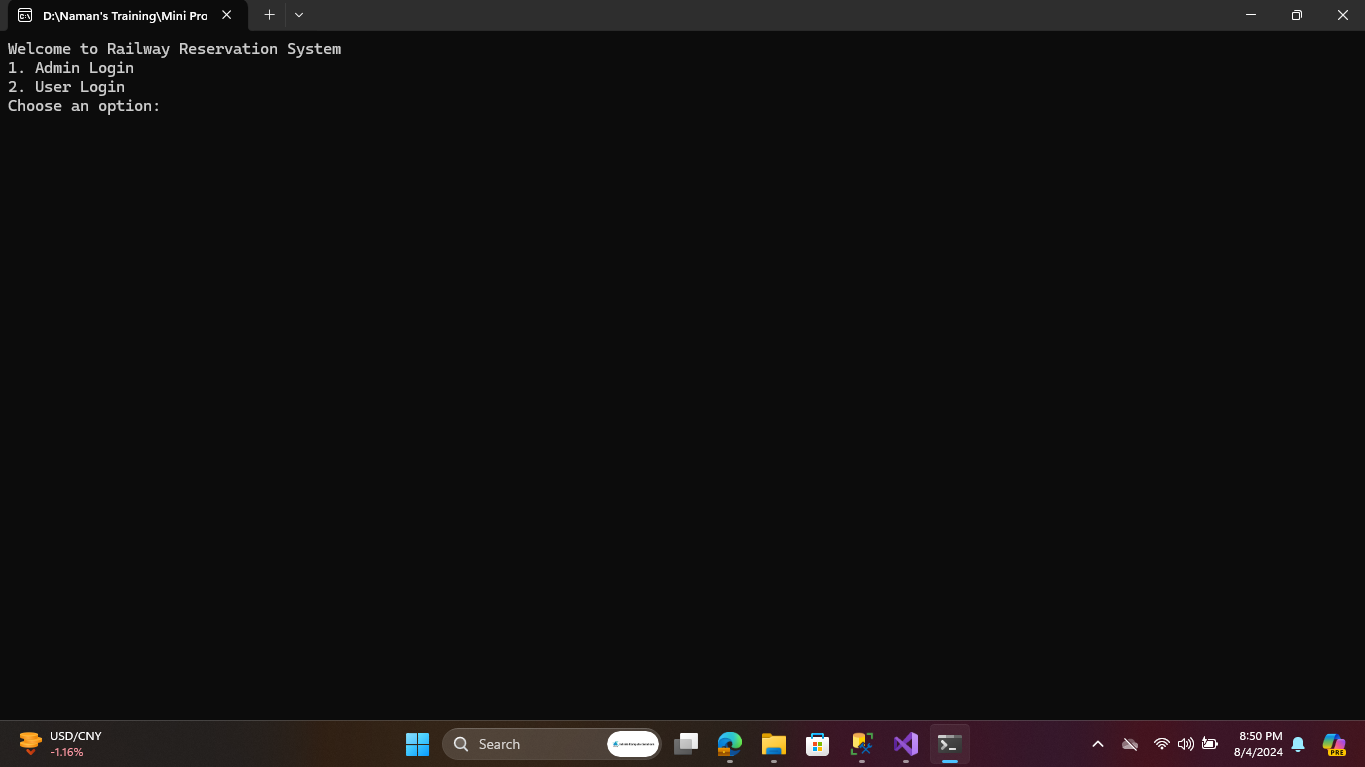 D:\Naman's Training\Mini Pro
Welcome to Railway Reservation System
1. Admin Login
2. User Login
Choose an option:
USD/CNY
-1.16%
Search
8:50 PM
8/4/2024
PRE